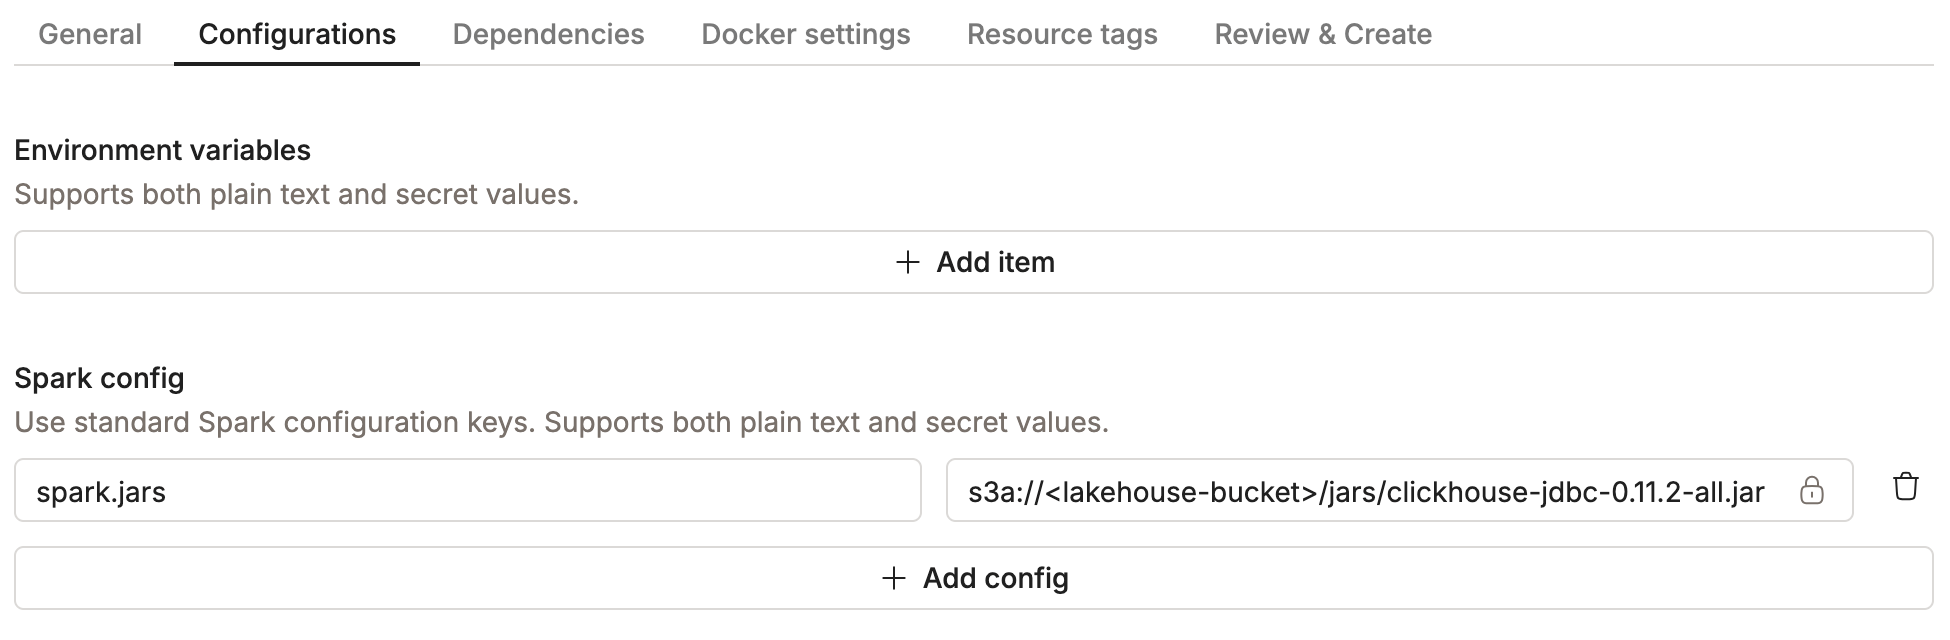 General Configurations Dependencies Docker settings Resource tags Review & Create
Environment variables
Supports both plain text and secret values.
+ Add item
Spark config
Use standard Spark configuration keys. Supports both plain text and secret values.
spark.jars s3a://<lakehouse-bucket>/jars/clickhouse-jdbc-0.11.2-all.jar
+ Add config